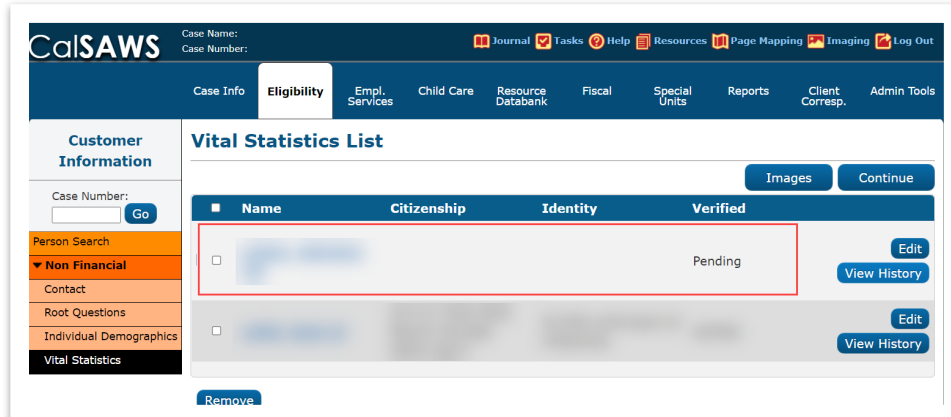 CalSAWS
Case Name:
Case Number:
Journal Tasks Help Resources Page Mapping Imaging Log Out
Case Info Eligibility Empl. Services Child Care Resource Databank Fiscal Special Units Reports Client Corresp. Admin Tools
Customer Information
Case Number:
Go
Person Search
Non Financial
Contact
Root Questions
Individual Demographics
Vital Statistics
Vital Statistics List
Images Continue
Name Citizenship Identity Verified
Pending
Edit
View History
Edit
View History
Remove